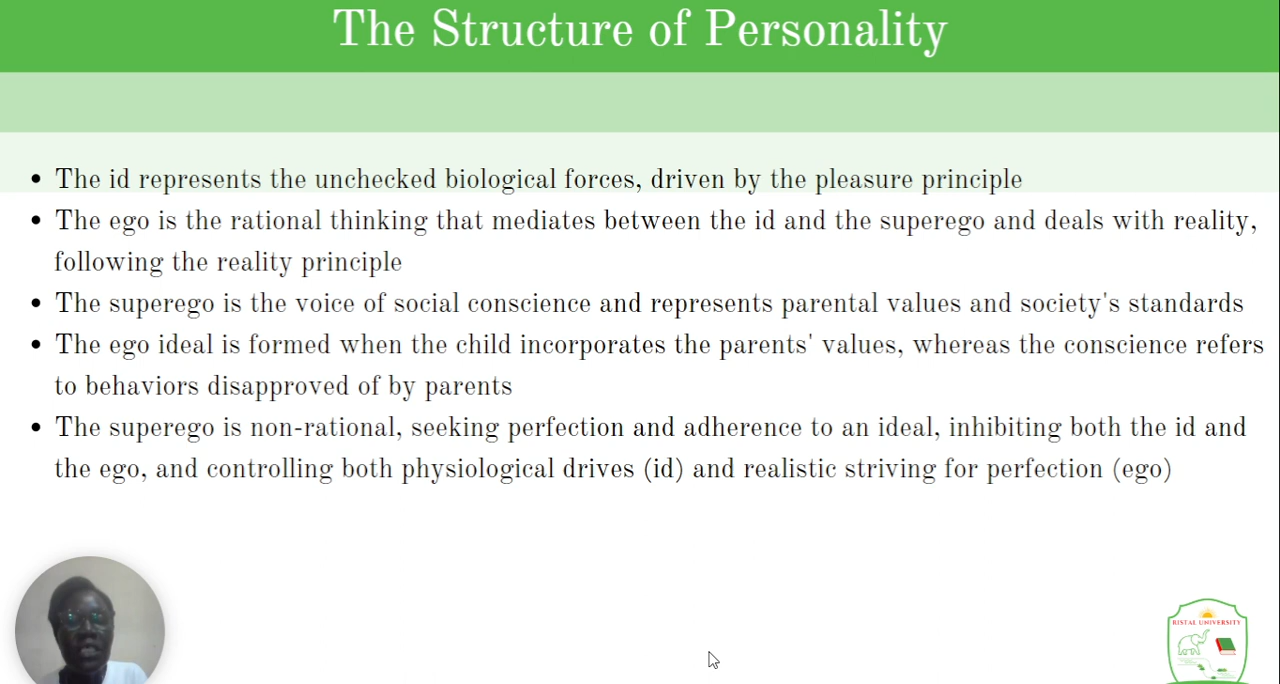 The Structure of Personality
• The id represents the unchecked biological forces, driven by the pleasure principle
• The ego is the rational thinking that mediates between the id and the superego and deals with reality,
following the reality principle
• The superego is the voice of social conscience and represents parental values and society's standards
• The ego ideal is formed when the child incorporates the parents' values, whereas the conscience refers
to behaviors disapproved of by parents
• The superego is non-rational, seeking perfection and adherence to an ideal, inhibiting both the id and
the ego, and controlling both physiological drives (id) and realistic striving for perfection (ego)
RISTAL UNIVERSITY